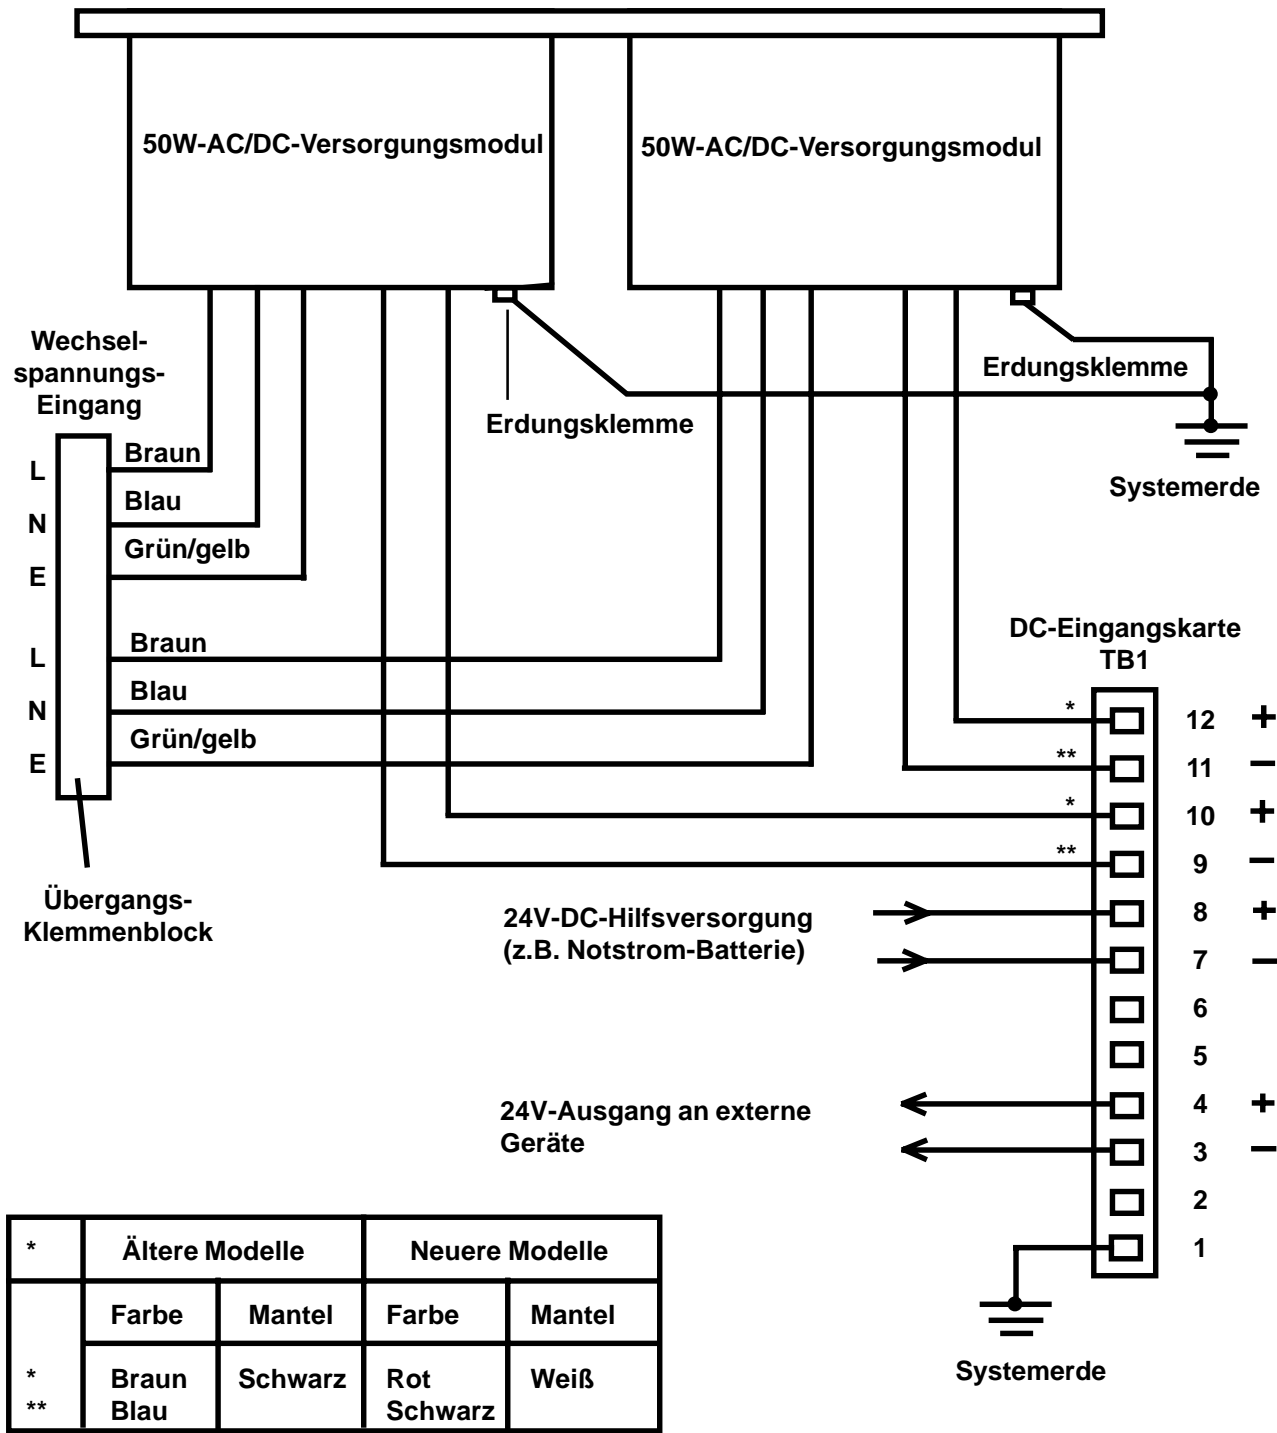 50W-AC/DC-Versorgungsmodul
50W-AC/DC-Versorgungsmodul
Wechsel-
spannungs-
Eingang
Erdungsklemme
Erdungsklemme
Systemerde
L Braun
N Blau
E Grün/gelb
L Braun
N Blau
E Grün/gelb
Übergangs-
Klemmenblock
DC-Eingangskarte
TB1
* 12 +
** 11 −
* 10 +
** 9 −
24V-DC-Hilfsversorgung
(z.B. Notstrom-Batterie)
8 +
7 −
6
5
24V-Ausgang an externe
Geräte
4 +
3 −
2
1
Systemerde
* Ältere Modelle Neuere Modelle
Farbe Mantel Farbe Mantel
* Braun Schwarz Rot Weiß
** Blau Schwarz